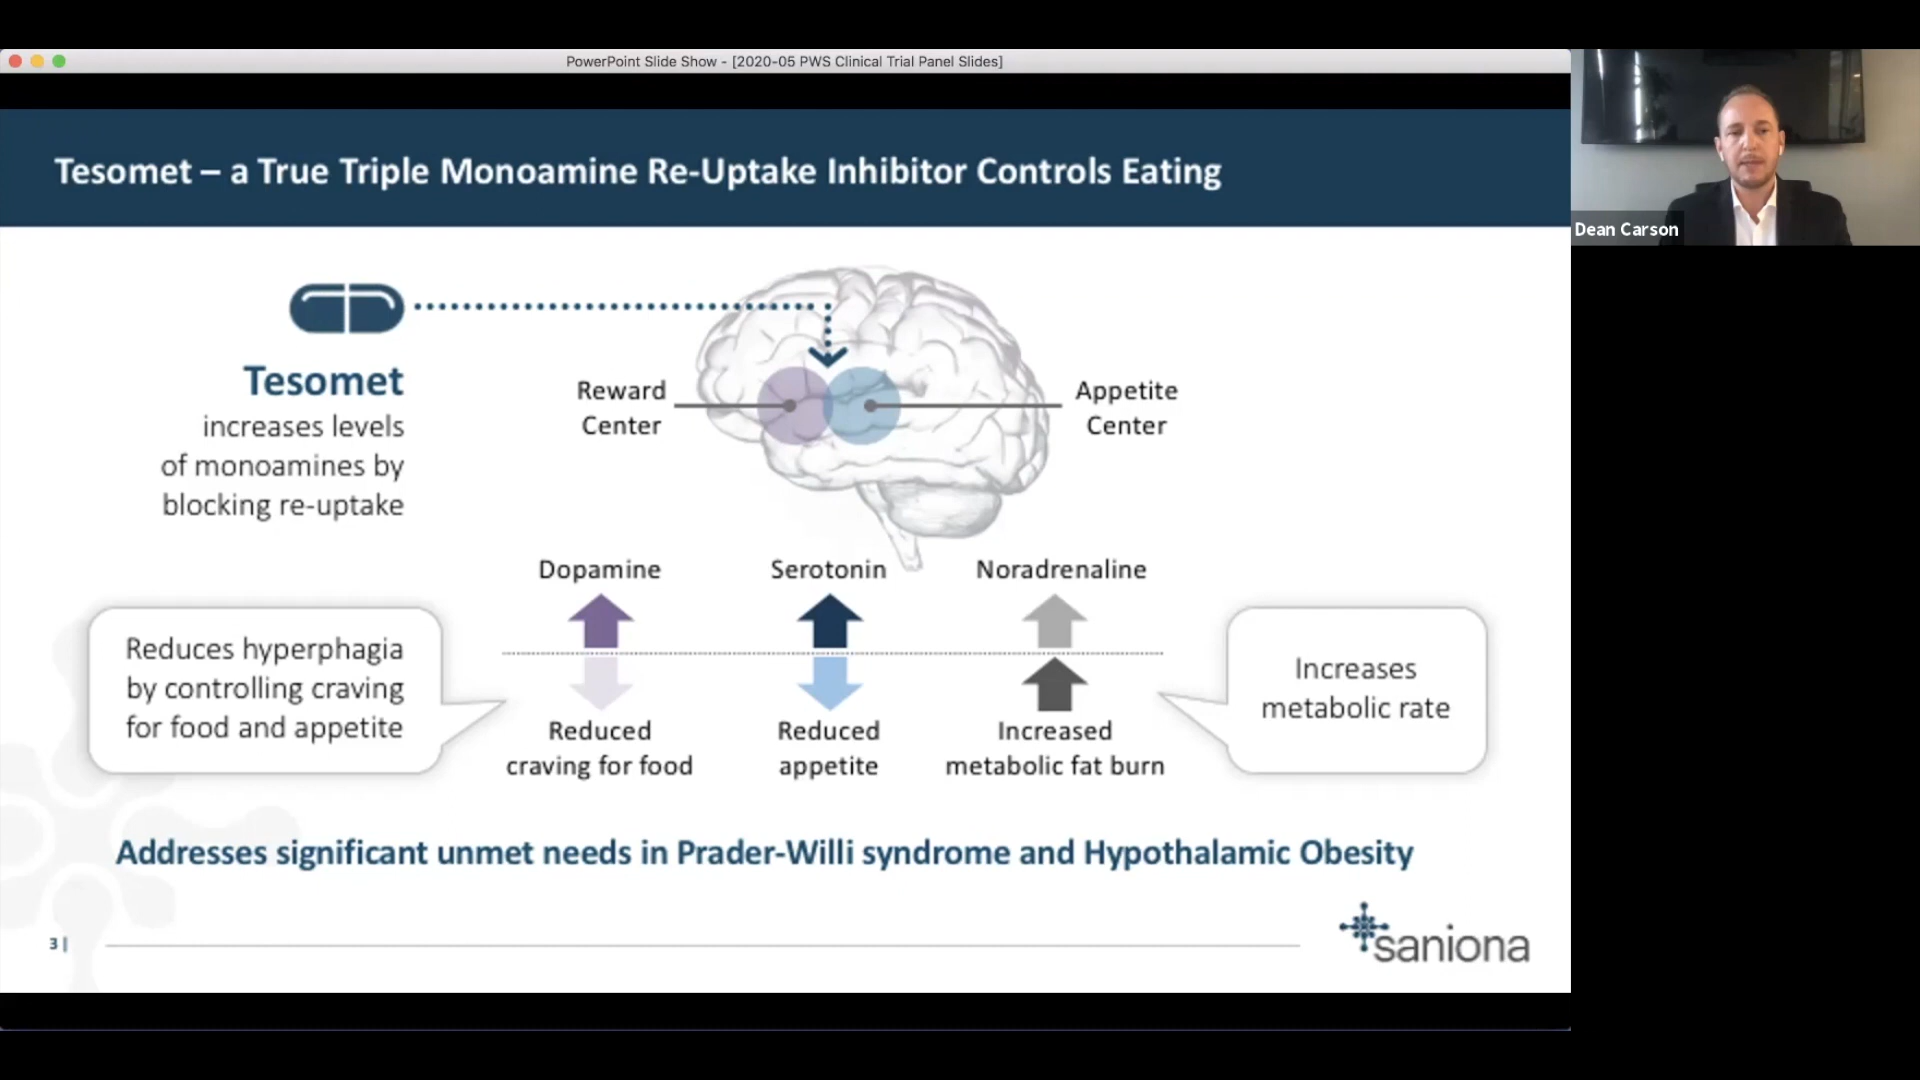 PowerPoint Slide Show - [2020-05 PWS Clinical Trial Panel Slides]
Dean Carson
Tesomet – a True Triple Monoamine Re-Uptake Inhibitor Controls Eating
Tesomet
increases levels
of monoamines by
blocking re-uptake
Reward
Center
Appetite
Center
Dopamine
Serotonin
Noradrenaline
Reduces hyperphagia
by controlling craving
for food and appetite
Reduced
craving for food
Reduced
appetite
Increased
metabolic fat burn
Increases
metabolic rate
Addresses significant unmet needs in Prader-Willi syndrome and Hypothalamic Obesity
3 |
saniona